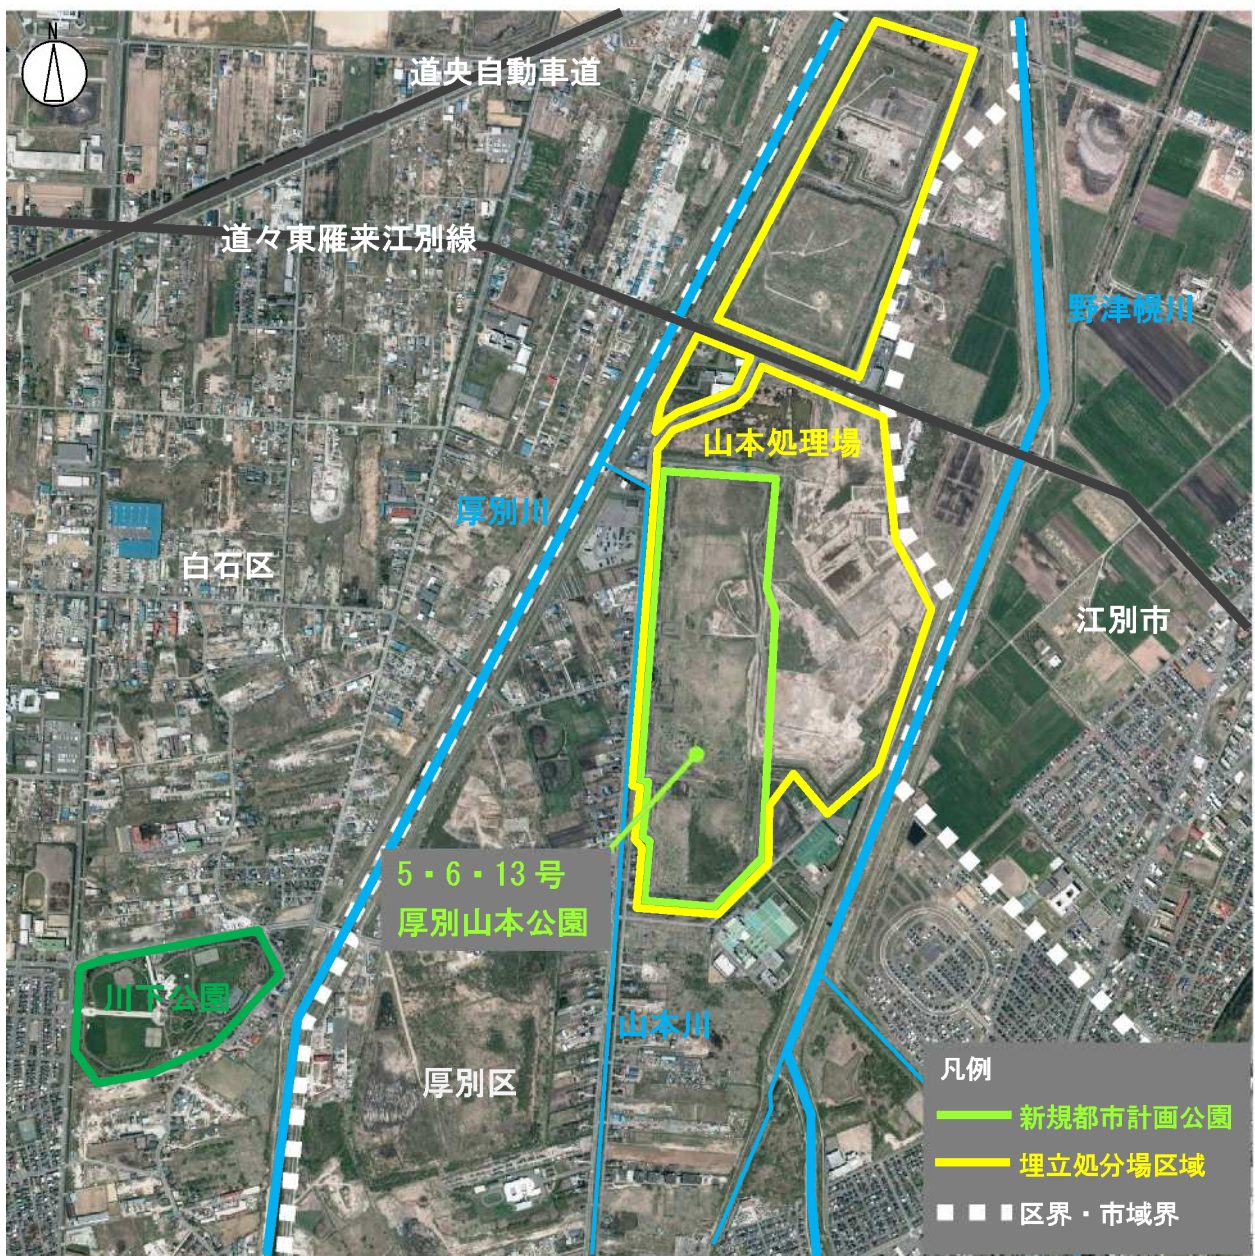 N
道央自動車道
道々東雁来江別線
野津幌川
山本処理場
厚別川
白石区
江別市
5・6・13号
厚別山本公園
川下公園
山本川
厚別区
凡例
新規都市計画公園
埋立処分場区域
区界・市域界